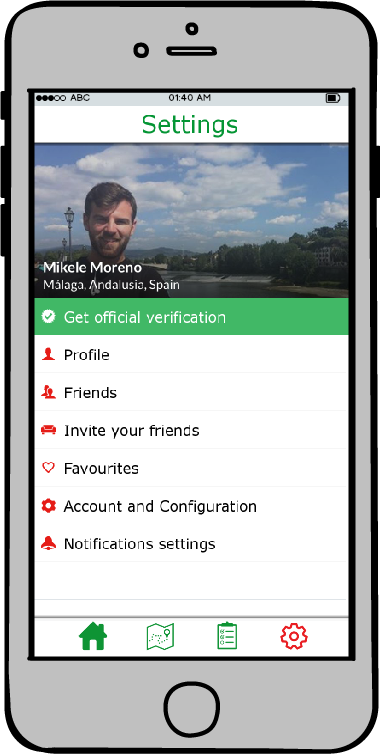 ABC 01:40 AM
Settings
Mikele Moreno
Málaga, Andalusia, Spain
Get official verification
Profile
Friends
Invite your friends
Favourites
Account and Configuration
Notifications settings